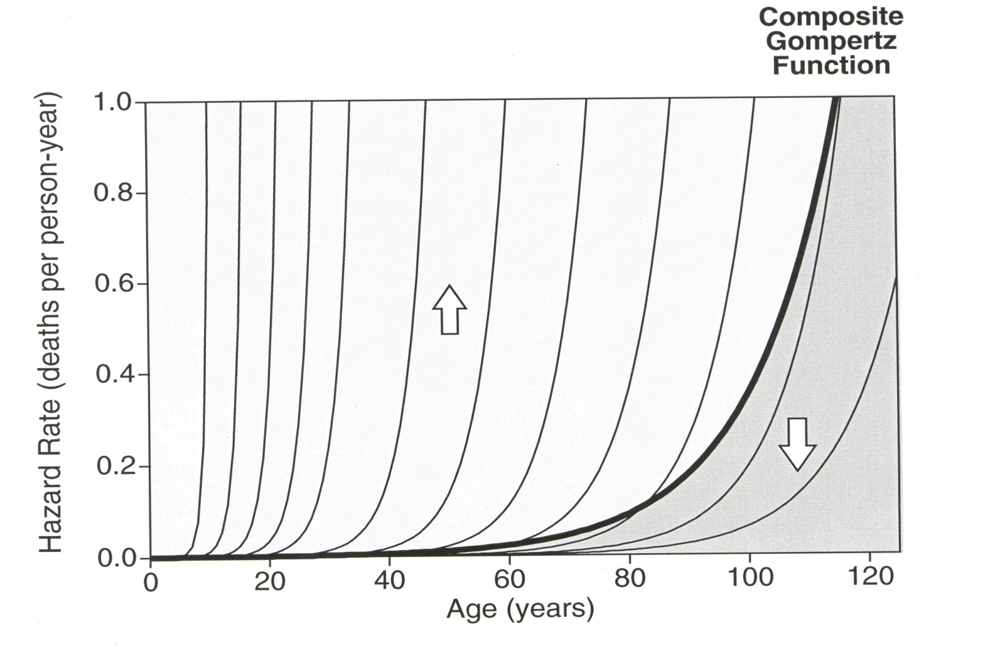 Composite
Gompertz
Function
Hazard Rate (deaths per person-year)
1.0
0.8
0.6
0.4
0.2
0.0
0 20 40 60 80 100 120
Age (years)